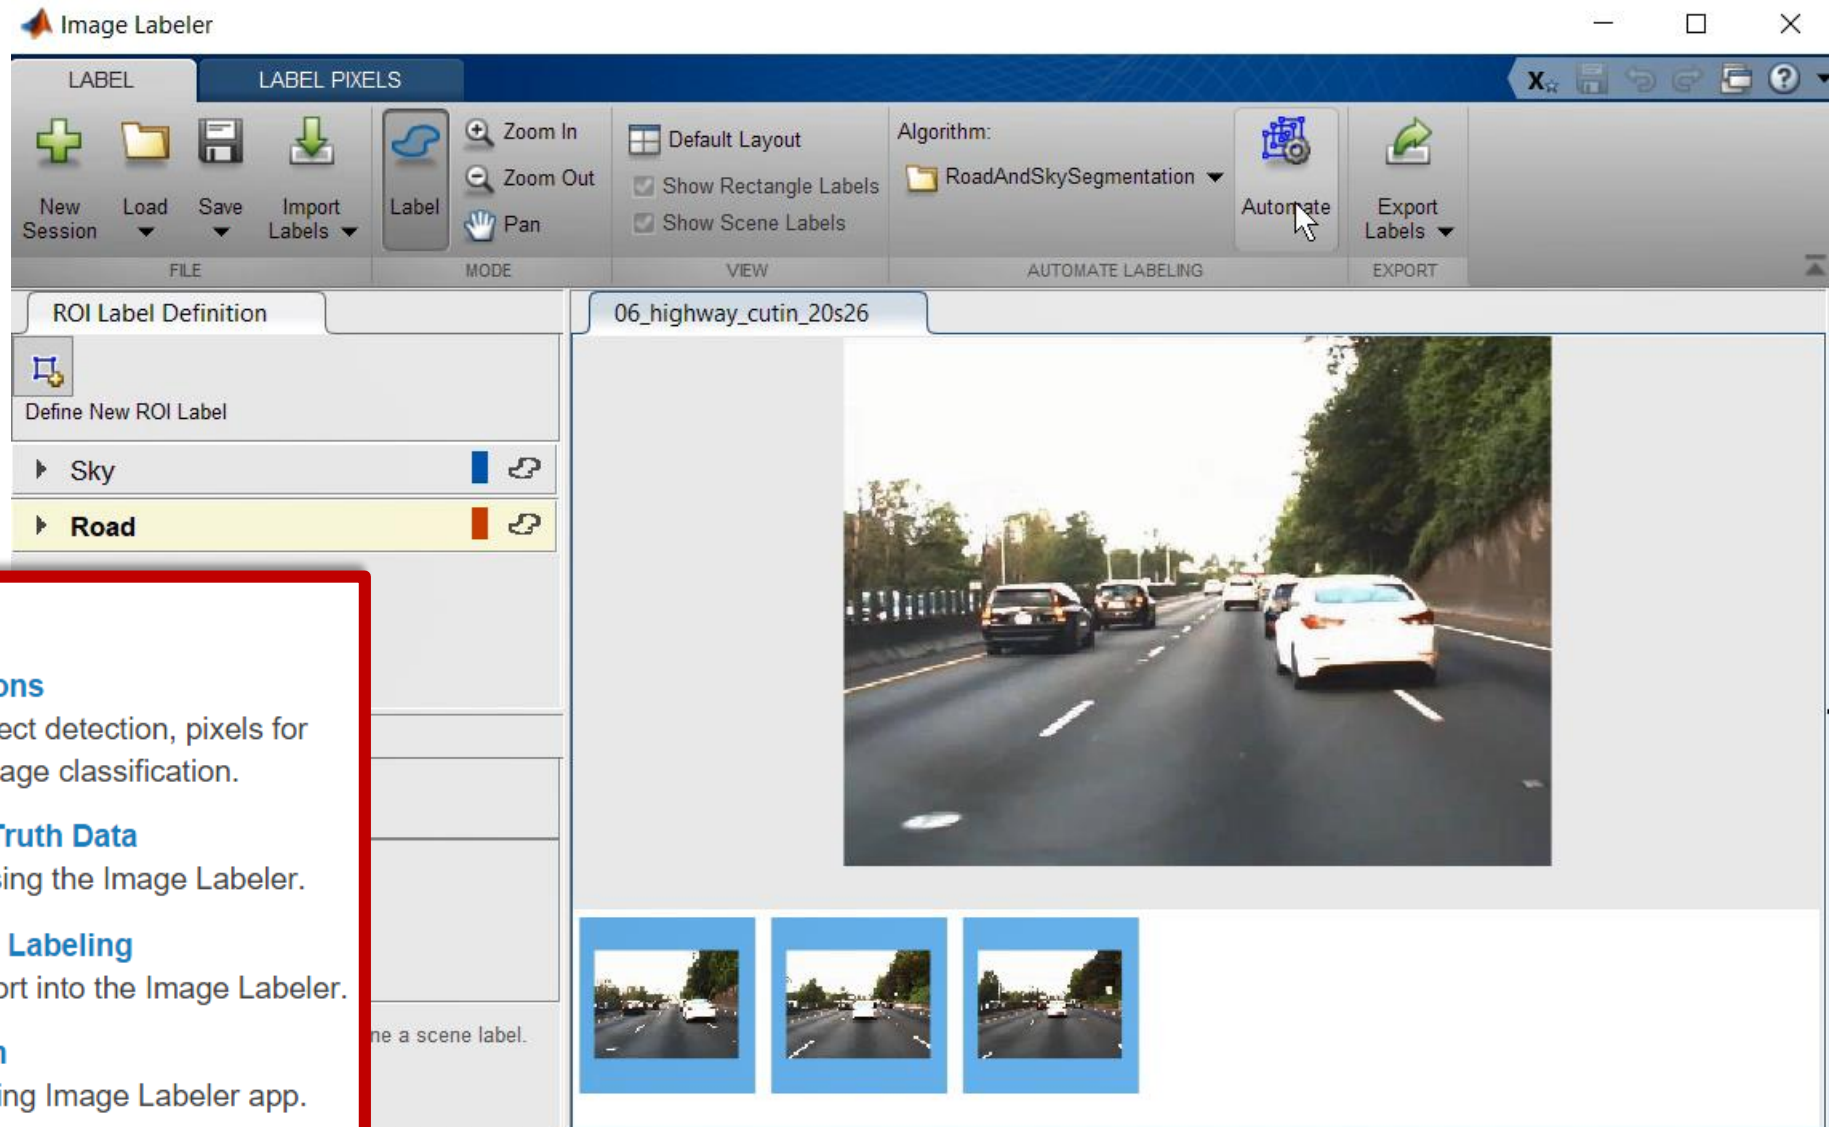 Image Labeler
LABEL
LABEL PIXELS
New
Session
Load
Save
Import
Labels
Label
Zoom In
Zoom Out
Pan
Default Layout
Show Rectangle Labels
Show Scene Labels
Algorithm:
RoadAndSkySegmentation
Automate
Export
Labels
FILE
MODE
VIEW
AUTOMATE LABELING
EXPORT
ROI Label Definition
06_highway_cutin_20s26
Define New ROI Label
Sky
Road
ons
ect detection, pixels for
age classification.
Truth Data
sing the Image Labeler.
Labeling
ort into the Image Labeler.
ne a scene label.
n
ing Image Labeler app.